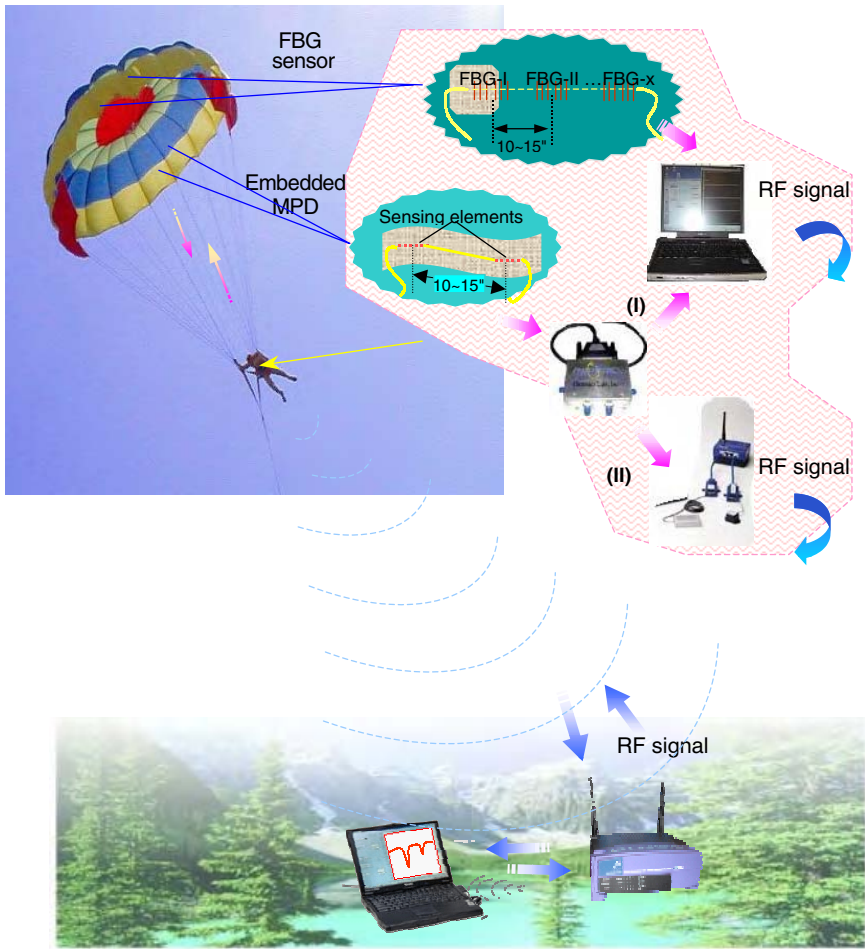 FBG
sensor
FBG-I FBG-II ...FBG-x
10~15"
Embedded
MPD
Sensing elements
10~15"
RF signal
(I)
(II)
RF signal
RF signal